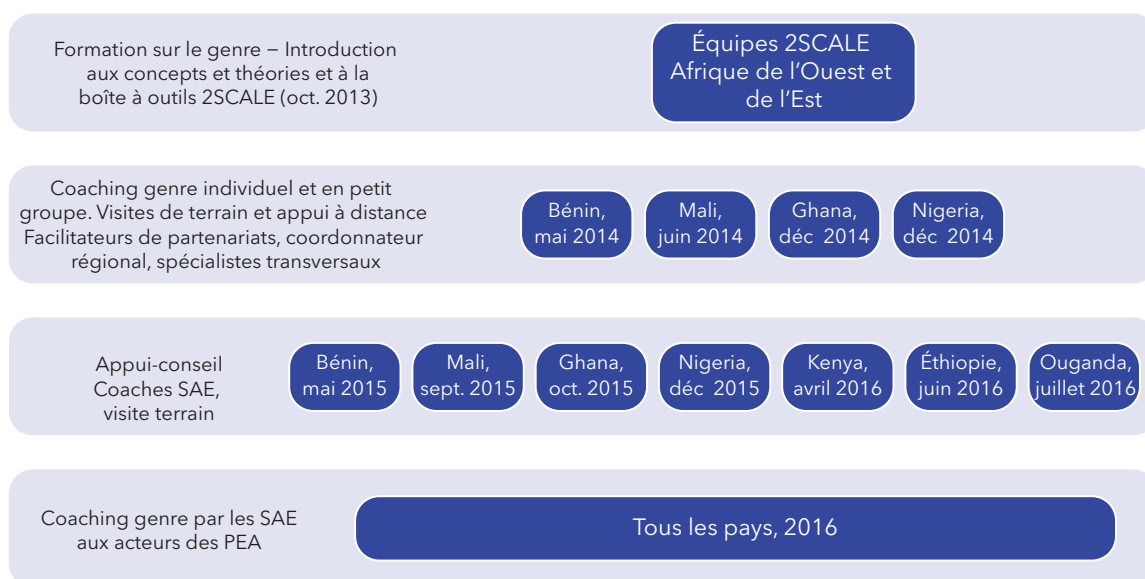 Formation sur le genre – Introduction
aux concepts et théories et à la
boîte à outils 2SCALE (oct. 2013)
Équipes 2SCALE
Afrique de l'Ouest et
de l'Est
Coaching genre individuel et en petit
groupe. Visites de terrain et appui à distance
Facilitateurs de partenariats, coordonnateur
régional, spécialistes transversaux
Bénin,
mai 2014
Mali,
juin 2014
Ghana,
déc 2014
Nigeria,
déc 2014
Appui-conseil
Coaches SAE,
visite terrain
Bénin,
mai 2015
Mali,
sept. 2015
Ghana,
oct. 2015
Nigeria,
déc 2015
Kenya,
avril 2016
Éthiopie,
juin 2016
Ouganda,
juillet 2016
Coaching genre par les SAE
aux acteurs des PEA
Tous les pays, 2016